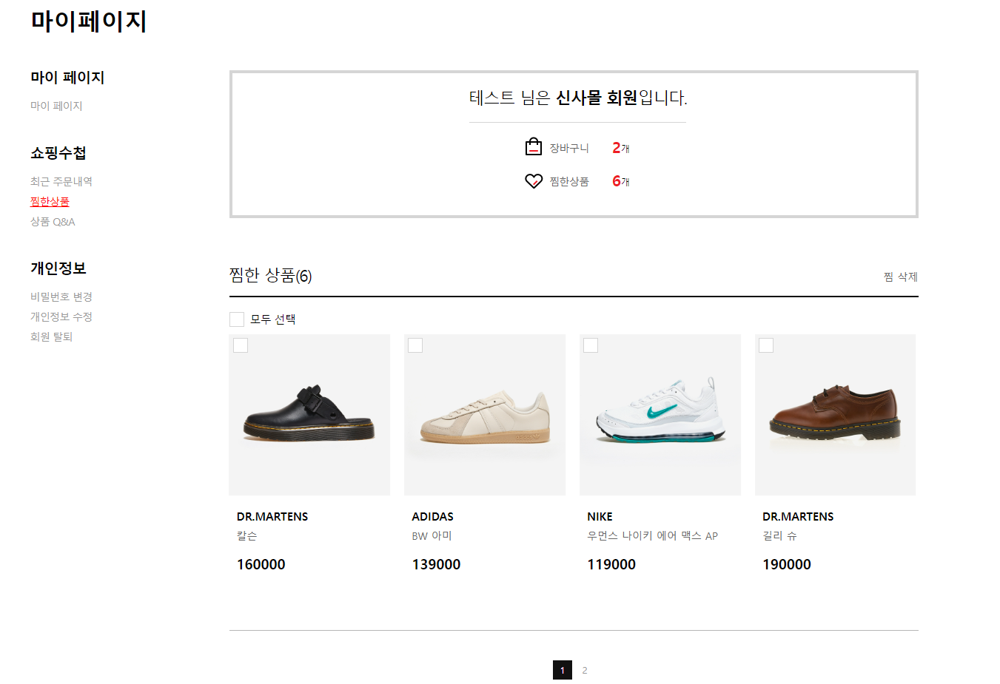 마이페이지
마이 페이지
마이 페이지
쇼핑수첩
최근 주문내역
찜한상품
상품 Q&A
개인정보
비밀번호 변경
개인정보 수정
회원 탈퇴
테스트 님은 신사몰 회원입니다.
장바구니 2개
찜한상품 6개
찜한 상품(6) 찜 삭제
모두 선택
DR.MARTENS
칼슨
160000
ADIDAS
BW 아미
139000
NIKE
우먼스 나이키 에어 맥스 AP
119000
DR.MARTENS
길리 슈
190000
1 2